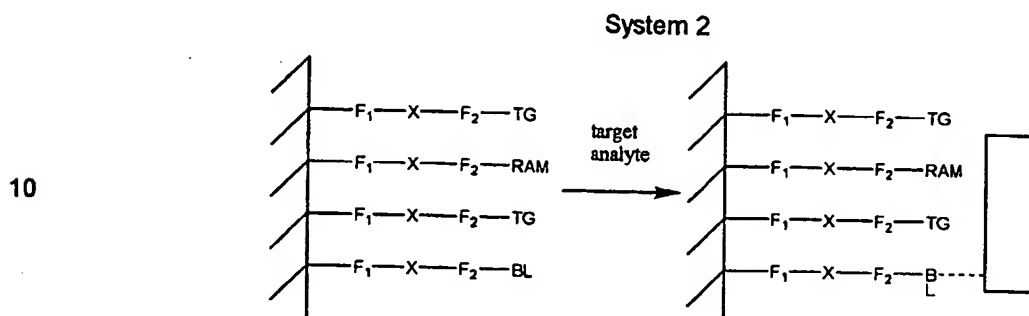 System 2
F₁—X—F₂—TG F₁—X—F₂—TG
target
analyte
F₁—X—F₂—RAM F₁—X—F₂—RAM
10
F₁—X—F₂—TG F₁—X—F₂—TG
F₁—X—F₂—BL F₁—X—F₂—B
L